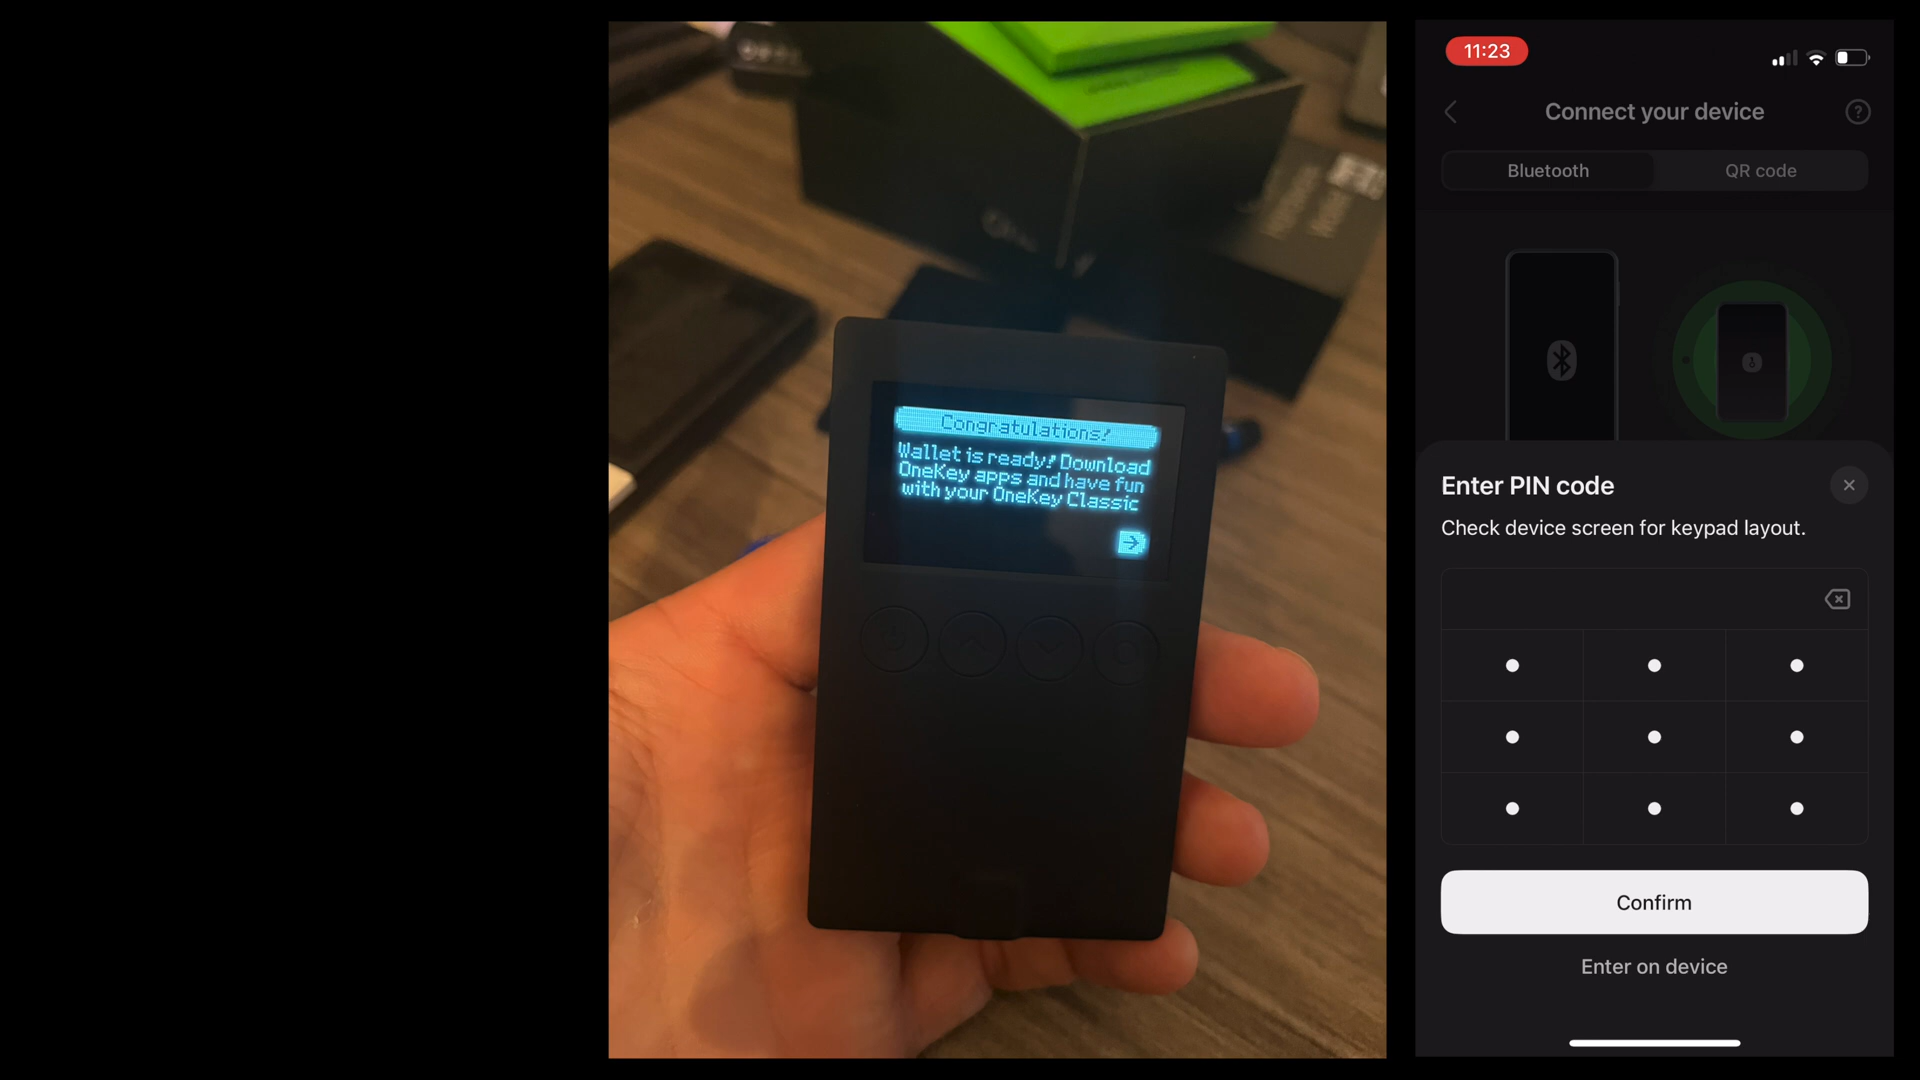 Congratulations!
Wallet is ready! Download
OneKey apps and have fun
with your OneKey Classic
11:23
Connect your device
Bluetooth
QR code
Enter PIN code
Check device screen for keypad layout.
Confirm
Enter on device